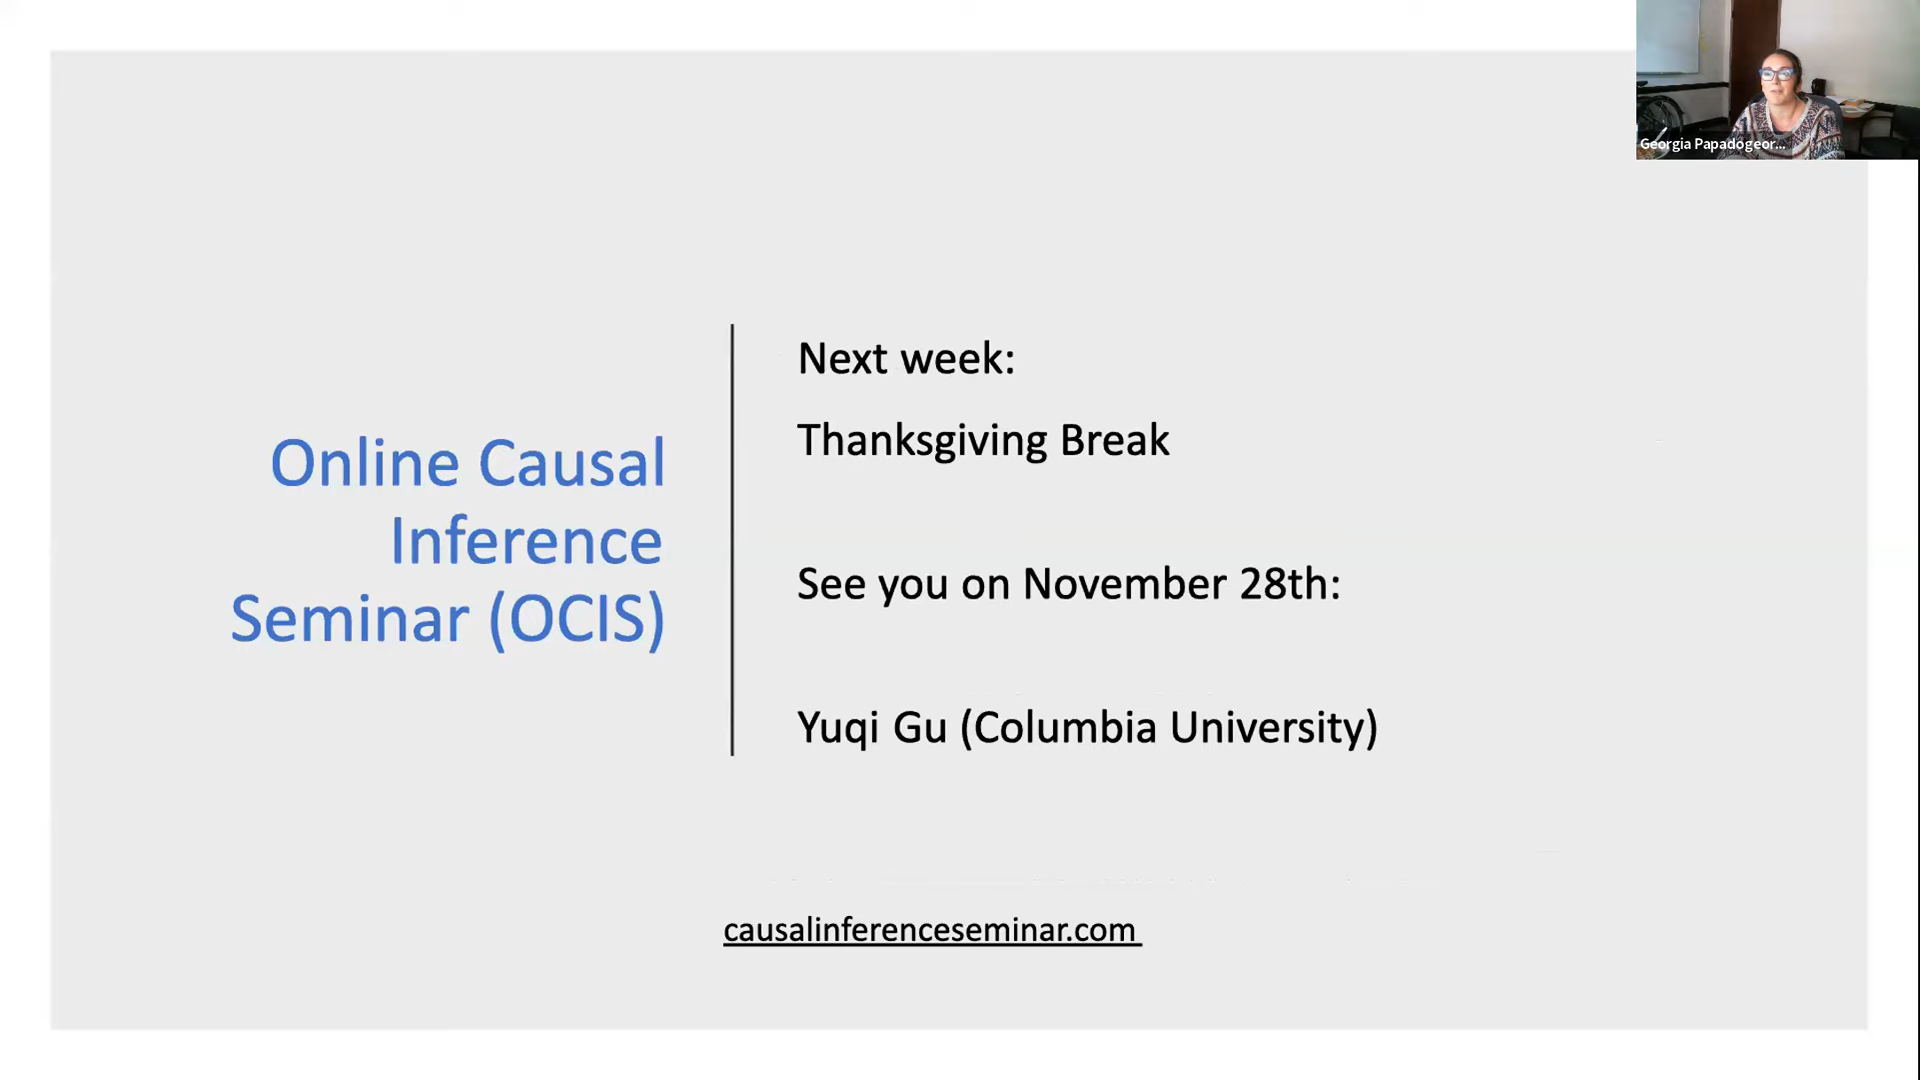 Georgia Papadogeor...
Online Causal
Inference
Seminar (OCIS)
Next week:
Thanksgiving Break
See you on November 28th:
Yuqi Gu (Columbia University)
causalinferenceseminar.com